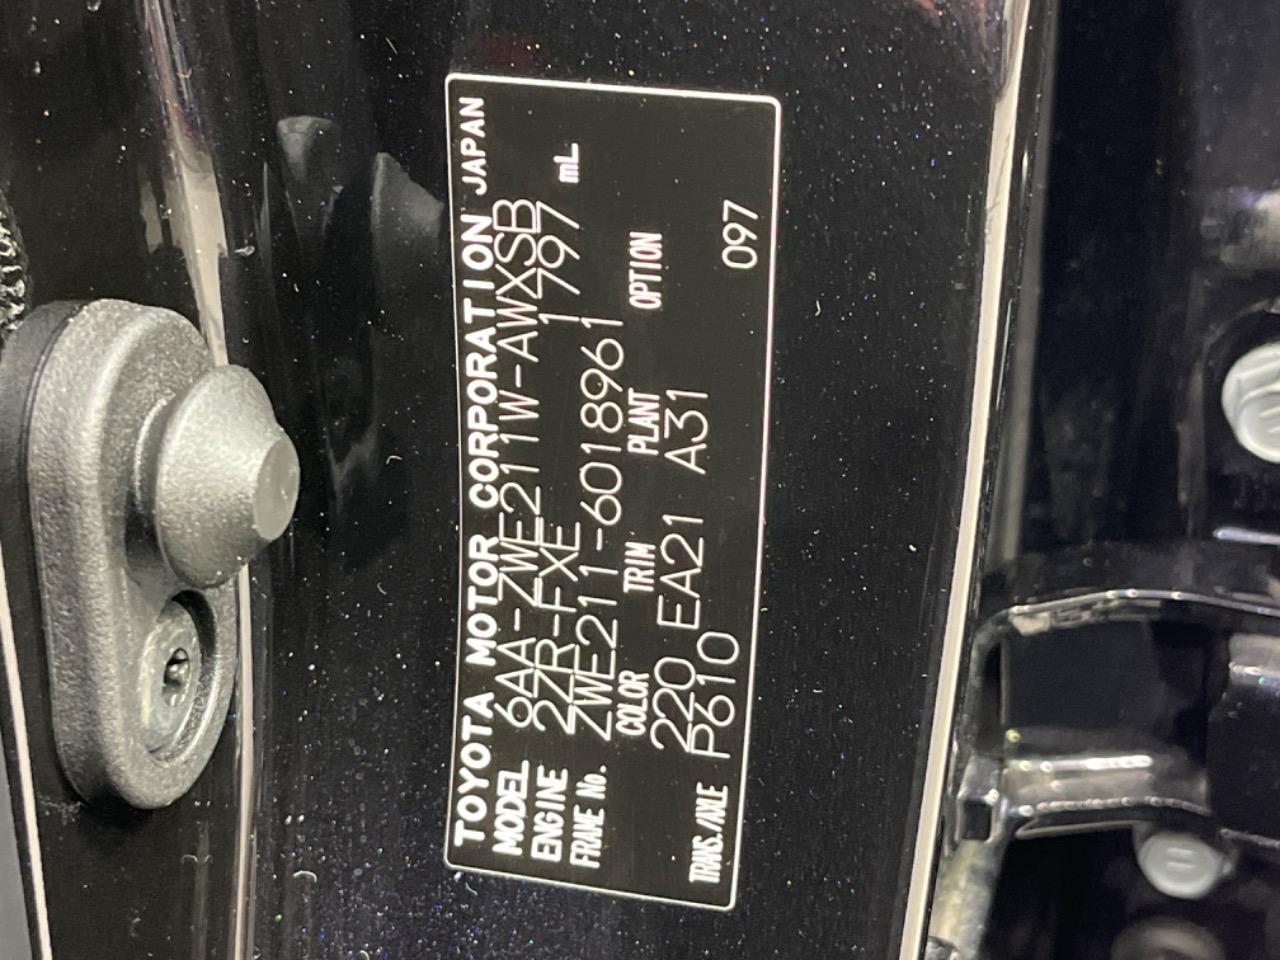 TOYOTA MOTOR CORPORATION JAPAN
MODEL 6AA-ZWE211W-AWXSB
ENGINE 2ZR-FXE 1797 mL
FRAME No. ZWE211-6018961
COLOR TRIM PLANT OPTION
220 EA21 A31
TRANS./AXLE P610 097